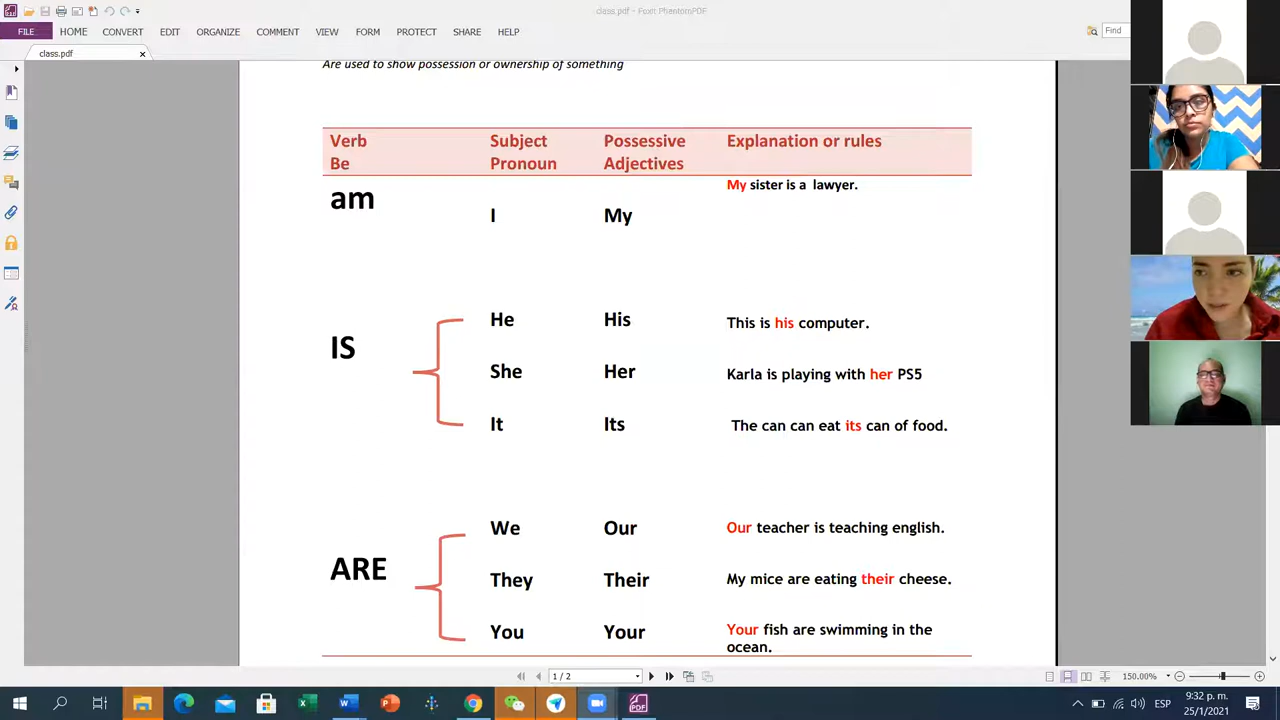 class.pdf - Foxit PhantomPDF
FILE HOME CONVERT EDIT ORGANIZE COMMENT VIEW FORM PROTECT SHARE HELP
Find
class.pdf
Are used to show possession or ownership of something
Verb Be Subject Pronoun Possessive Adjectives Explanation or rules
am I My My sister is a lawyer.
IS
He His This is his computer.
She Her Karla is playing with her PS5
It Its The can can eat its can of food.
ARE
We Our Our teacher is teaching english.
They Their My mice are eating their cheese.
You Your Your fish are swimming in the
ocean.
1 / 2
150.00%
ESP
9:32 p. m.
25/1/2021